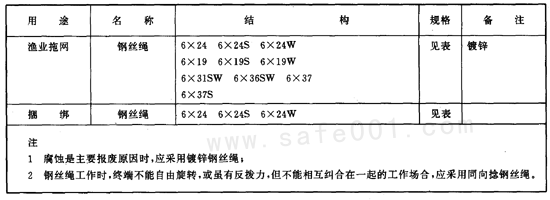 用 途 名 称 结 构 规格 备 注
渔业拖网 钢丝绳 6×24 6×24S 6×24W 见表 镀锌
6×19 6×19S 6×19W
6×31SW 6×36SW 6×37
6×37S
捆 绑 钢丝绳 6×24 6×24S 6×24W 见表
www.safe001.com
注
1 腐蚀是主要报废原因时,应采用镀锌钢丝绳;
2 钢丝绳工作时,终端不能自由旋转,或虽有反拨力,但不能相互纠合在一起的工作场合,应采用同向捻钢丝绳。